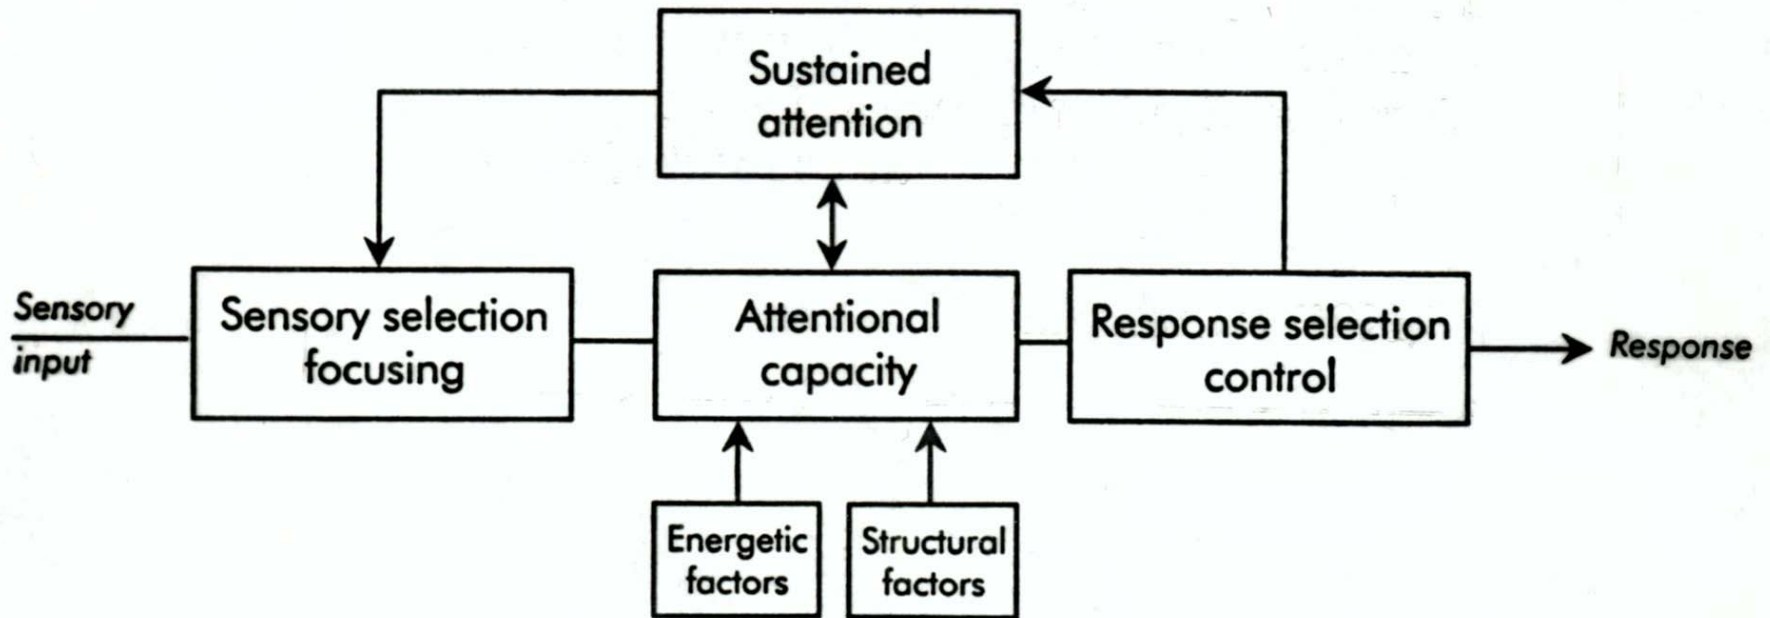 Sustained
attention
Sensory
input
Sensory selection
focusing
Attentional
capacity
Response selection
control
Response
Energetic
factors
Structural
factors